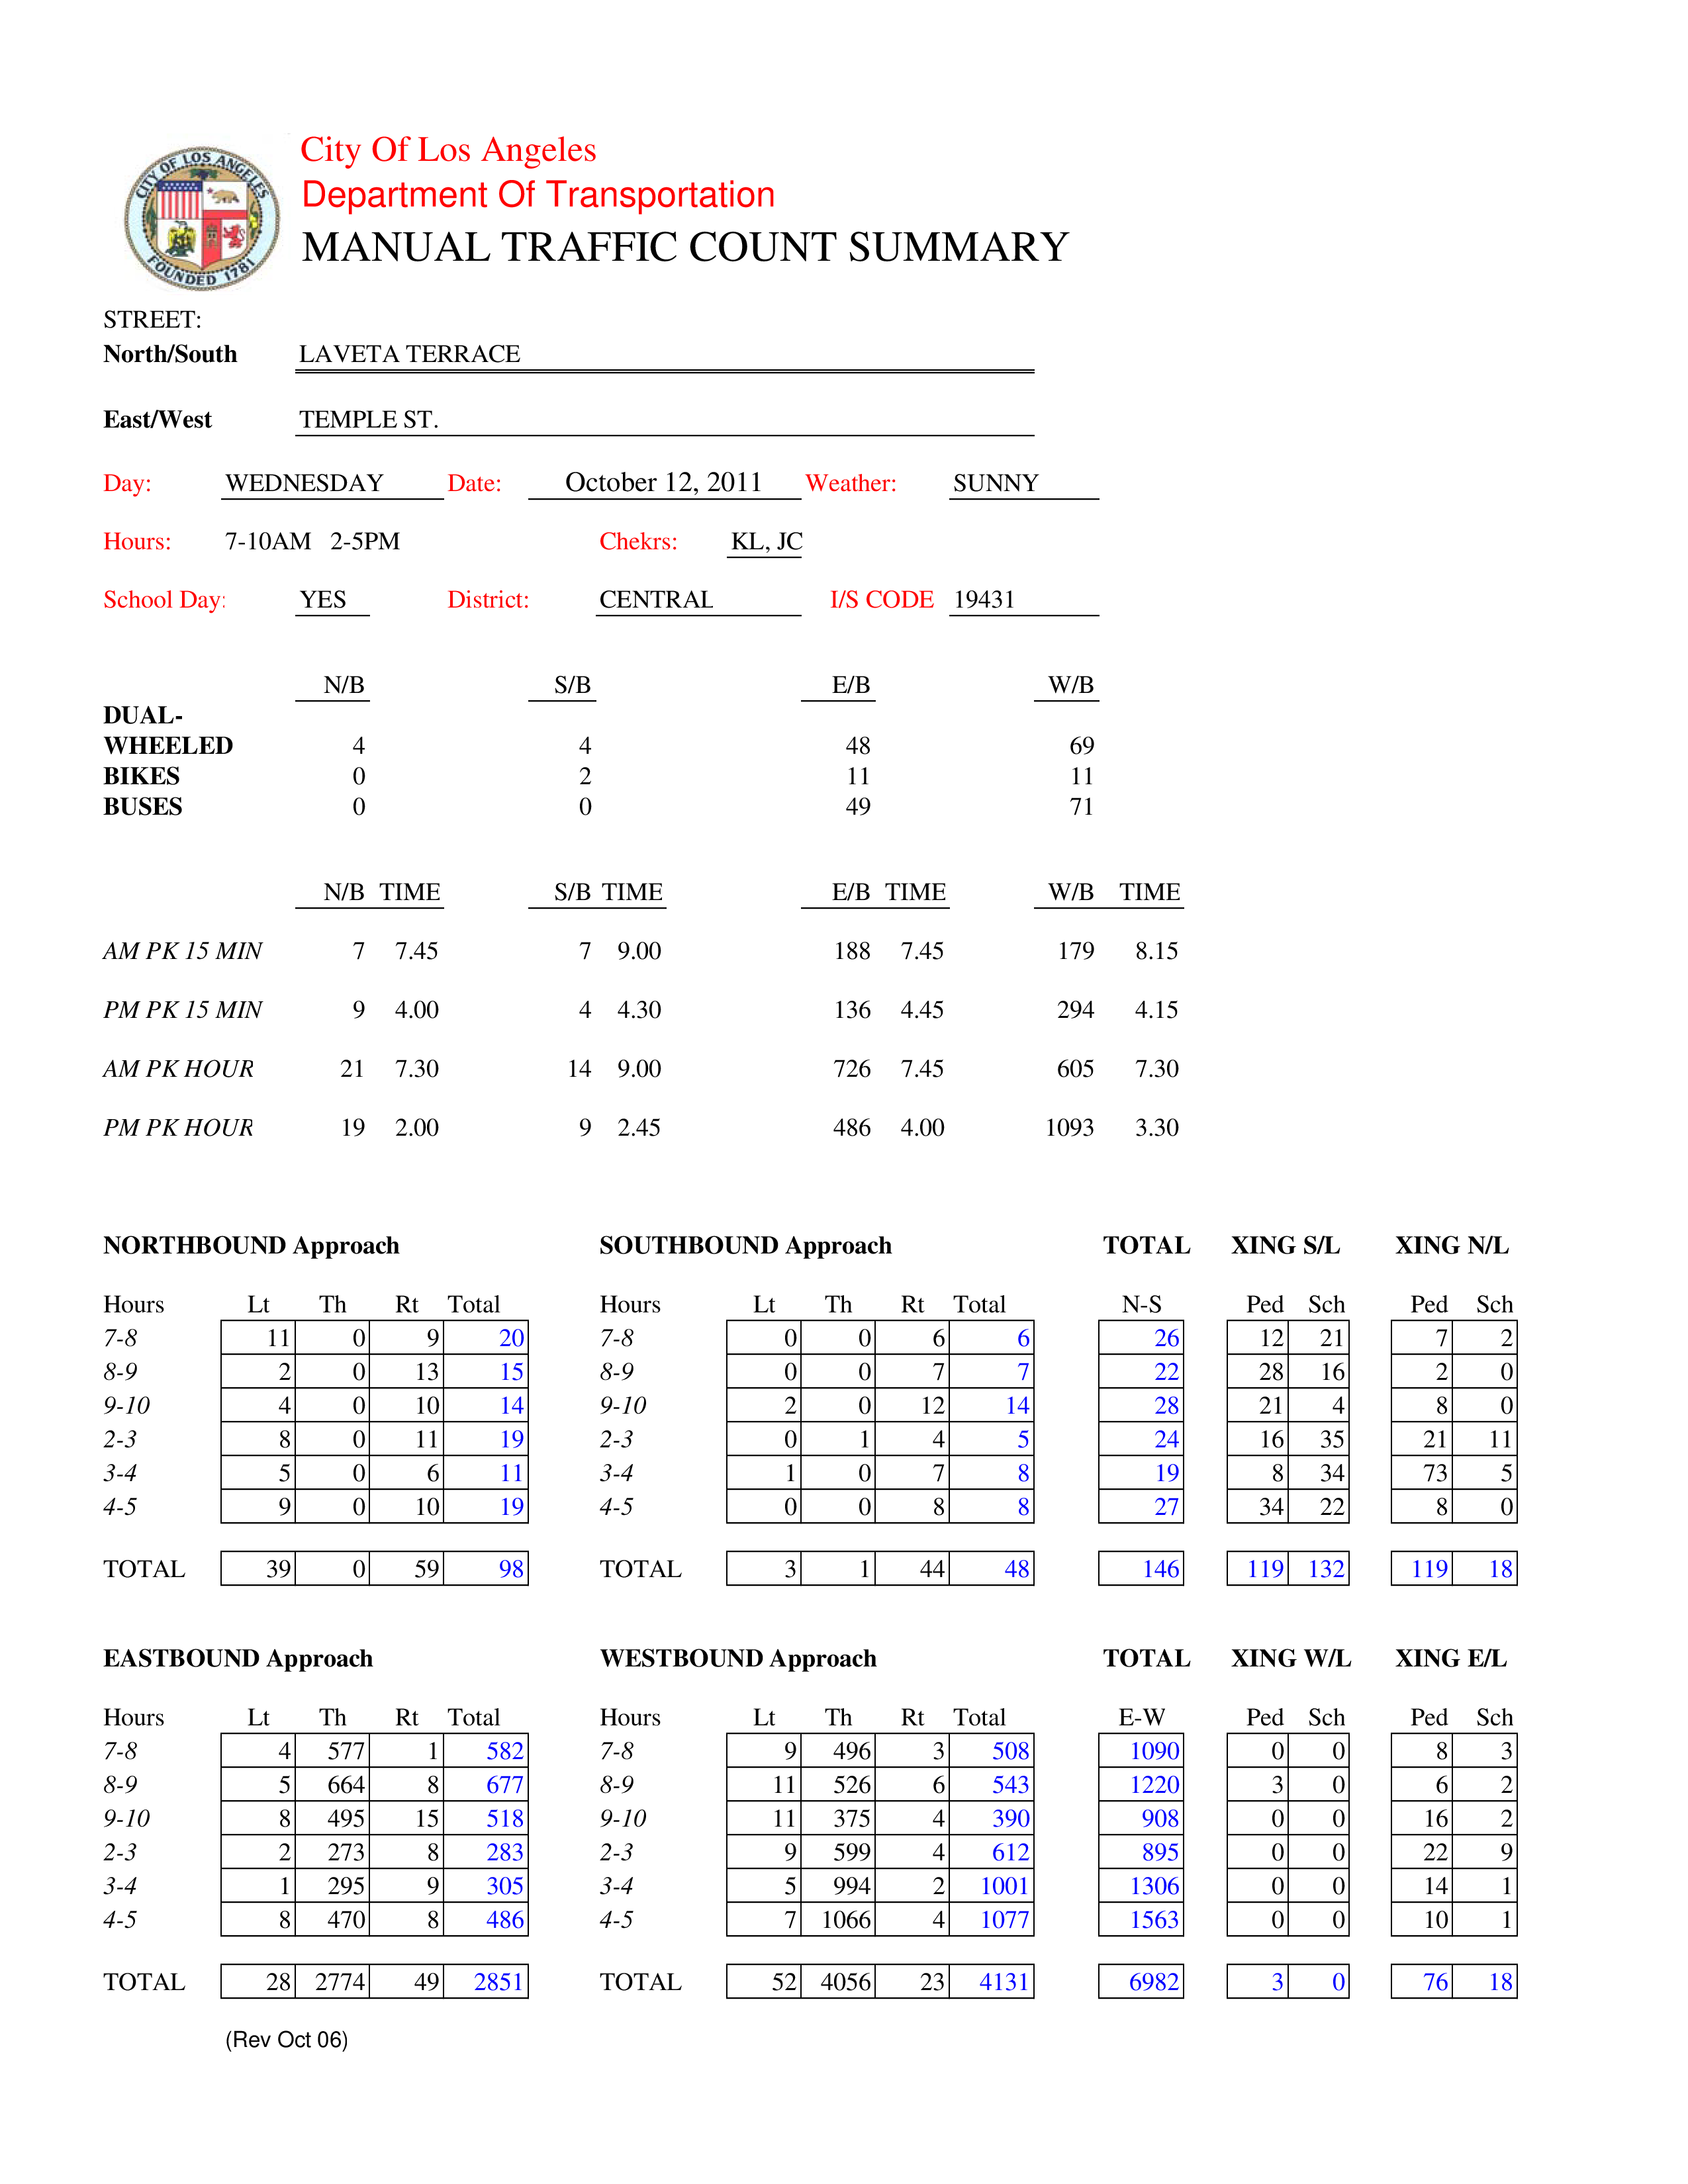 CITY OF LOS ANGELES
FOUNDED 1781
City Of Los Angeles
Department Of Transportation
MANUAL TRAFFIC COUNT SUMMARY
STREET:
North/South LAVETA TERRACE
East/West TEMPLE ST.
Day: WEDNESDAY Date: October 12, 2011 Weather: SUNNY
Hours: 7-10AM 2-5PM Chekrs: KL, JC
School Day: YES District: CENTRAL I/S CODE 19431
N/B S/B E/B W/B
DUAL-
WHEELED 4 4 48 69
BIKES 0 2 11 11
BUSES 0 0 49 71
N/B TIME S/B TIME E/B TIME W/B TIME
AM PK 15 MIN 7 7.45 7 9.00 188 7.45 179 8.15
PM PK 15 MIN 9 4.00 4 4.30 136 4.45 294 4.15
AM PK HOUR 21 7.30 14 9.00 726 7.45 605 7.30
PM PK HOUR 19 2.00 9 2.45 486 4.00 1093 3.30
NORTHBOUND Approach SOUTHBOUND Approach TOTAL XING S/L XING N/L
Hours Lt Th Rt Total Hours Lt Th Rt Total N-S Ped Sch Ped Sch
7-8 11 0 9 20 7-8 0 0 6 6 26 12 21 7 2
8-9 2 0 13 15 8-9 0 0 7 7 22 28 16 2 0
9-10 4 0 10 14 9-10 2 0 12 14 28 21 4 8 0
2-3 8 0 11 19 2-3 0 1 4 5 24 16 35 21 11
3-4 5 0 6 11 3-4 1 0 7 8 19 8 34 73 5
4-5 9 0 10 19 4-5 0 0 8 8 27 34 22 8 0
TOTAL 39 0 59 98 TOTAL 3 1 44 48 146 119 132 119 18
EASTBOUND Approach WESTBOUND Approach TOTAL XING W/L XING E/L
Hours Lt Th Rt Total Hours Lt Th Rt Total E-W Ped Sch Ped Sch
7-8 4 577 1 582 7-8 9 496 3 508 1090 0 0 8 3
8-9 5 664 8 677 8-9 11 526 6 543 1220 3 0 6 2
9-10 8 495 15 518 9-10 11 375 4 390 908 0 0 16 2
2-3 2 273 8 283 2-3 9 599 4 612 895 0 0 22 9
3-4 1 295 9 305 3-4 5 994 2 1001 1306 0 0 14 1
4-5 8 470 8 486 4-5 7 1066 4 1077 1563 0 0 10 1
TOTAL 28 2774 49 2851 TOTAL 52 4056 23 4131 6982 3 0 76 18
(Rev Oct 06)